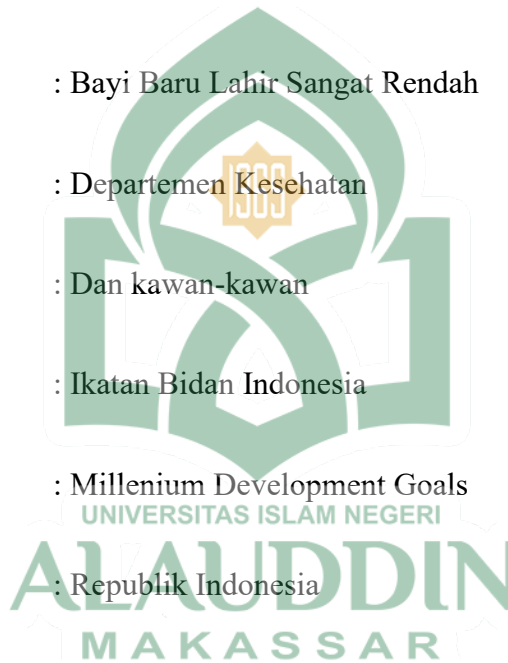 : Bayi Baru Lahir Sangat Rendah
1965
: Departemen Kesehatan
: Dan kawan-kawan
: Ikatan Bidan Indonesia
: Millenium Development Goals
UNIVERSITAS ISLAM NEGERI
ALAUDDIN
: Republik Indonesia
MAKASSAR